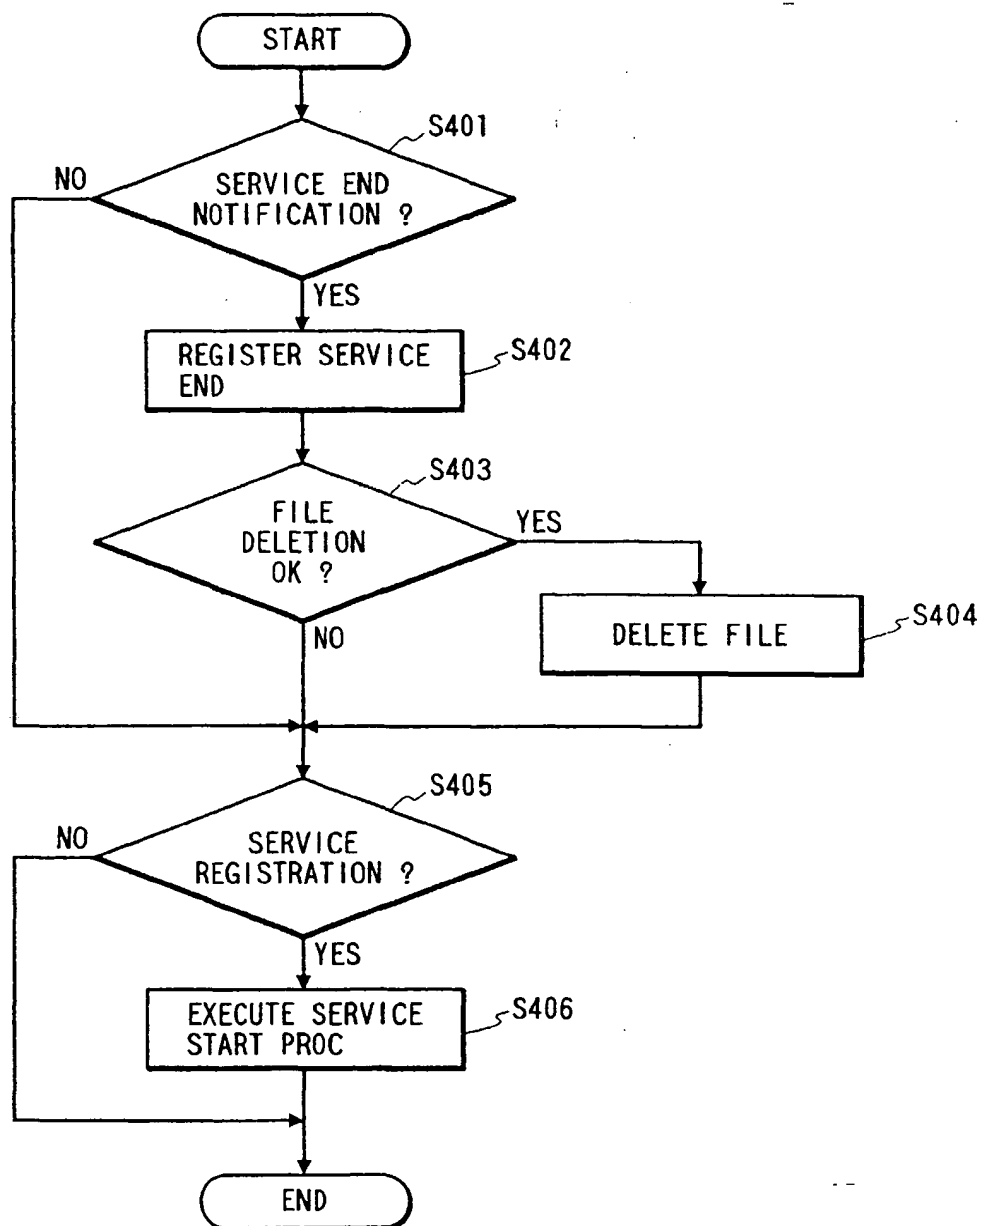 START
S401
NO
SERVICE END
NOTIFICATION ?
YES
REGISTER SERVICE
END
S402
S403
FILE
DELETION
OK ?
YES
NO
DELETE FILE
S404
S405
NO
SERVICE
REGISTRATION ?
YES
EXECUTE SERVICE
START PROC
S406
END